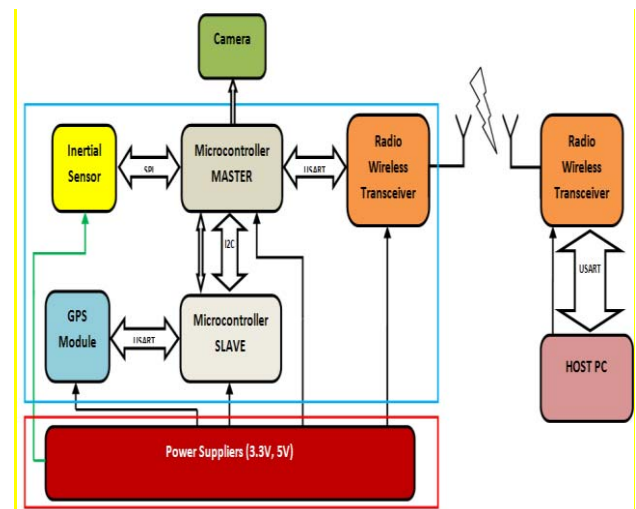 Camera
Inertial
Sensor
SPI
Microcontroller
MASTER
USART
Radio
Wireless
Transceiver
Radio
Wireless
Transceiver
I2C
USART
GPS
Module
USART
Microcontroller
SLAVE
HOST PC
Power Suppliers (3.3V, 5V)